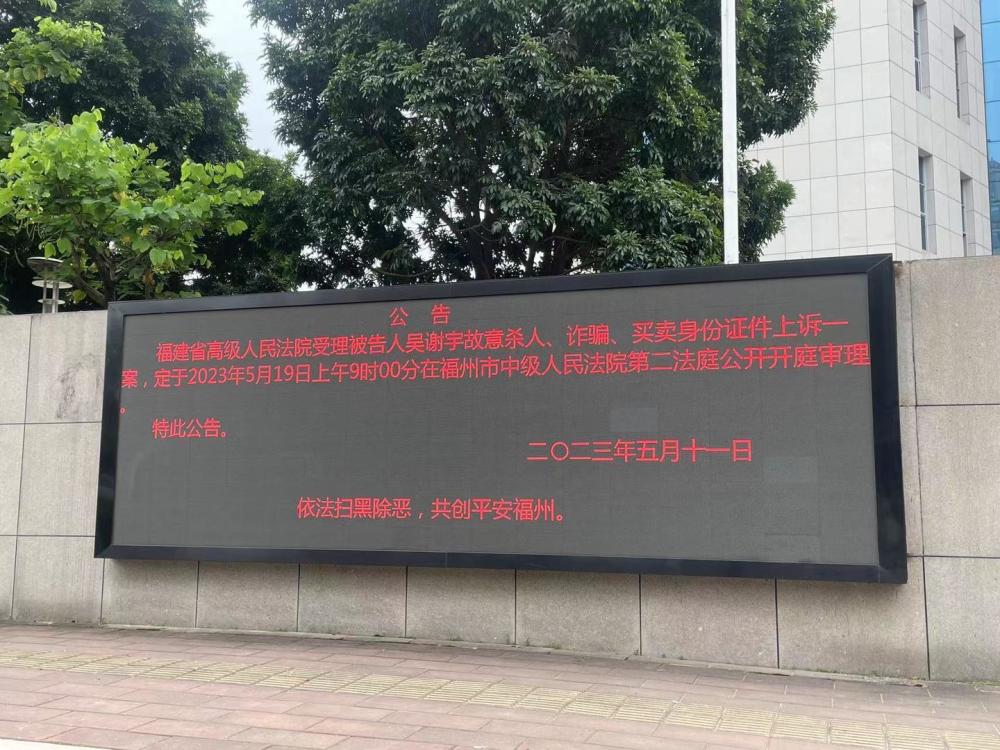 公 告
福建省高级人民法院受理被告人吴谢宇故意杀人、诈骗、买卖身份证件上诉一
案，定于2023年5月19日上午9时00分在福州市中级人民法院第二法庭公开开庭审理
。
特此公告。
二〇二三年五月十一日
依法扫黑除恶，共创平安福州。